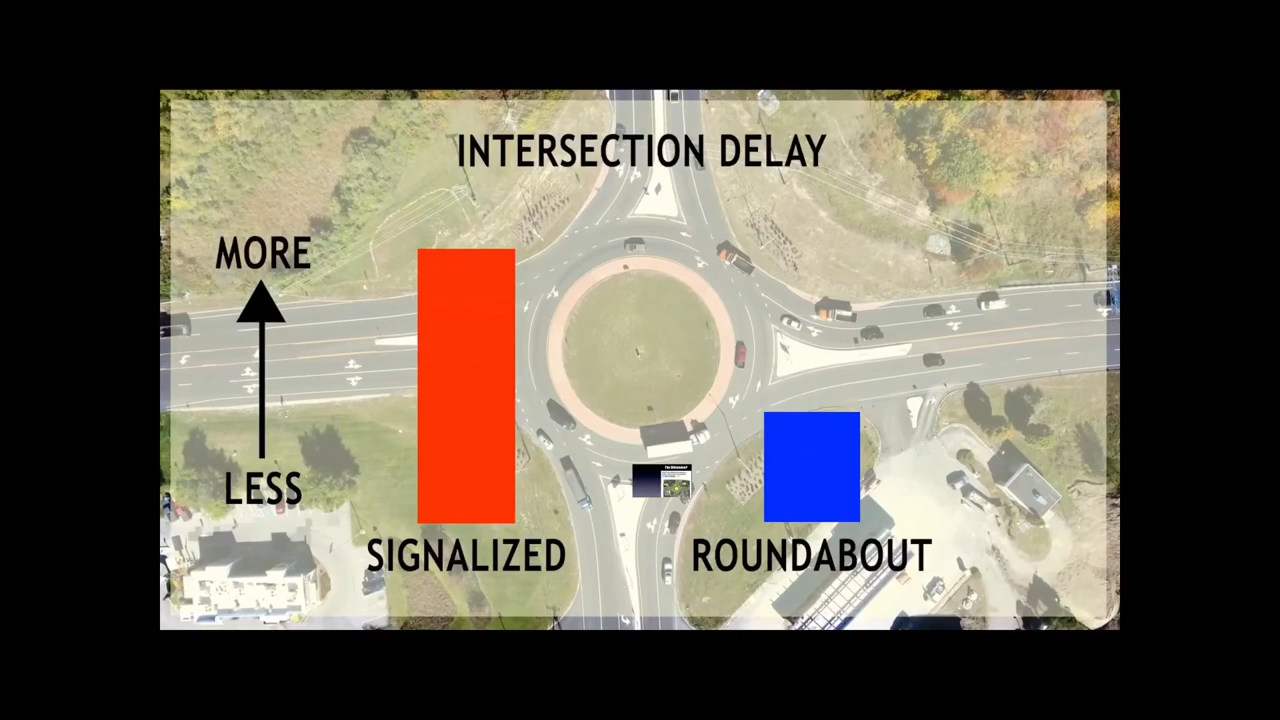 INTERSECTION DELAY
MORE
LESS
SIGNALIZED
ROUNDABOUT